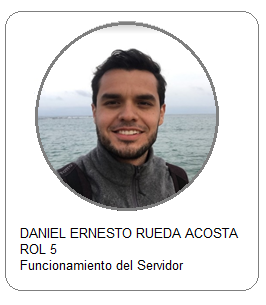 DANIEL ERNESTO RUEDA ACOSTA
ROL 5
Funcionamiento del Servidor